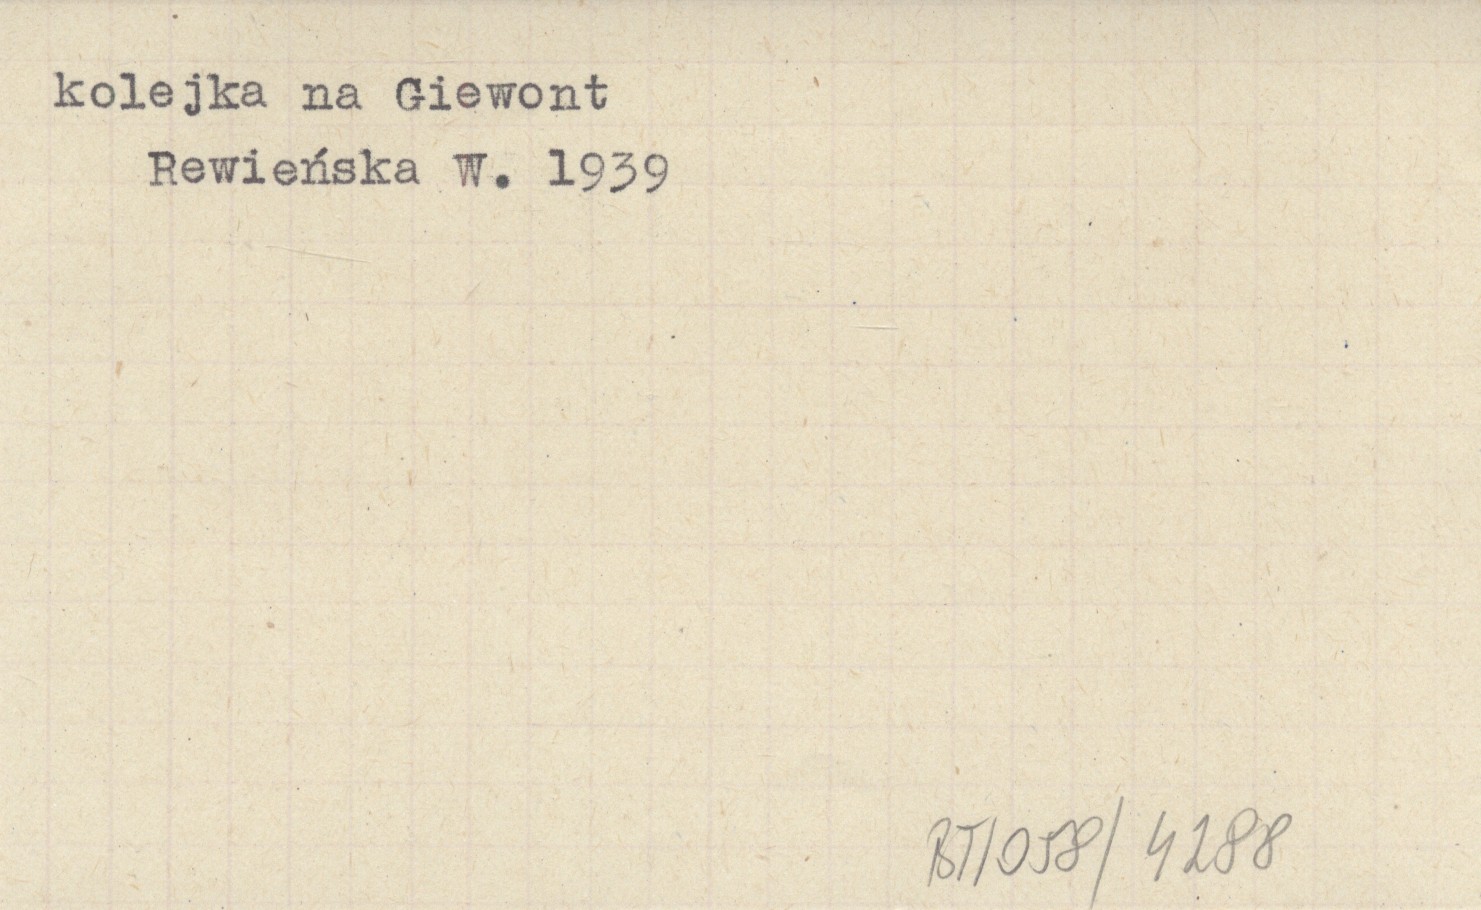 kolejka na Giewont
Rewieńska W. 1939
BT/058/4288